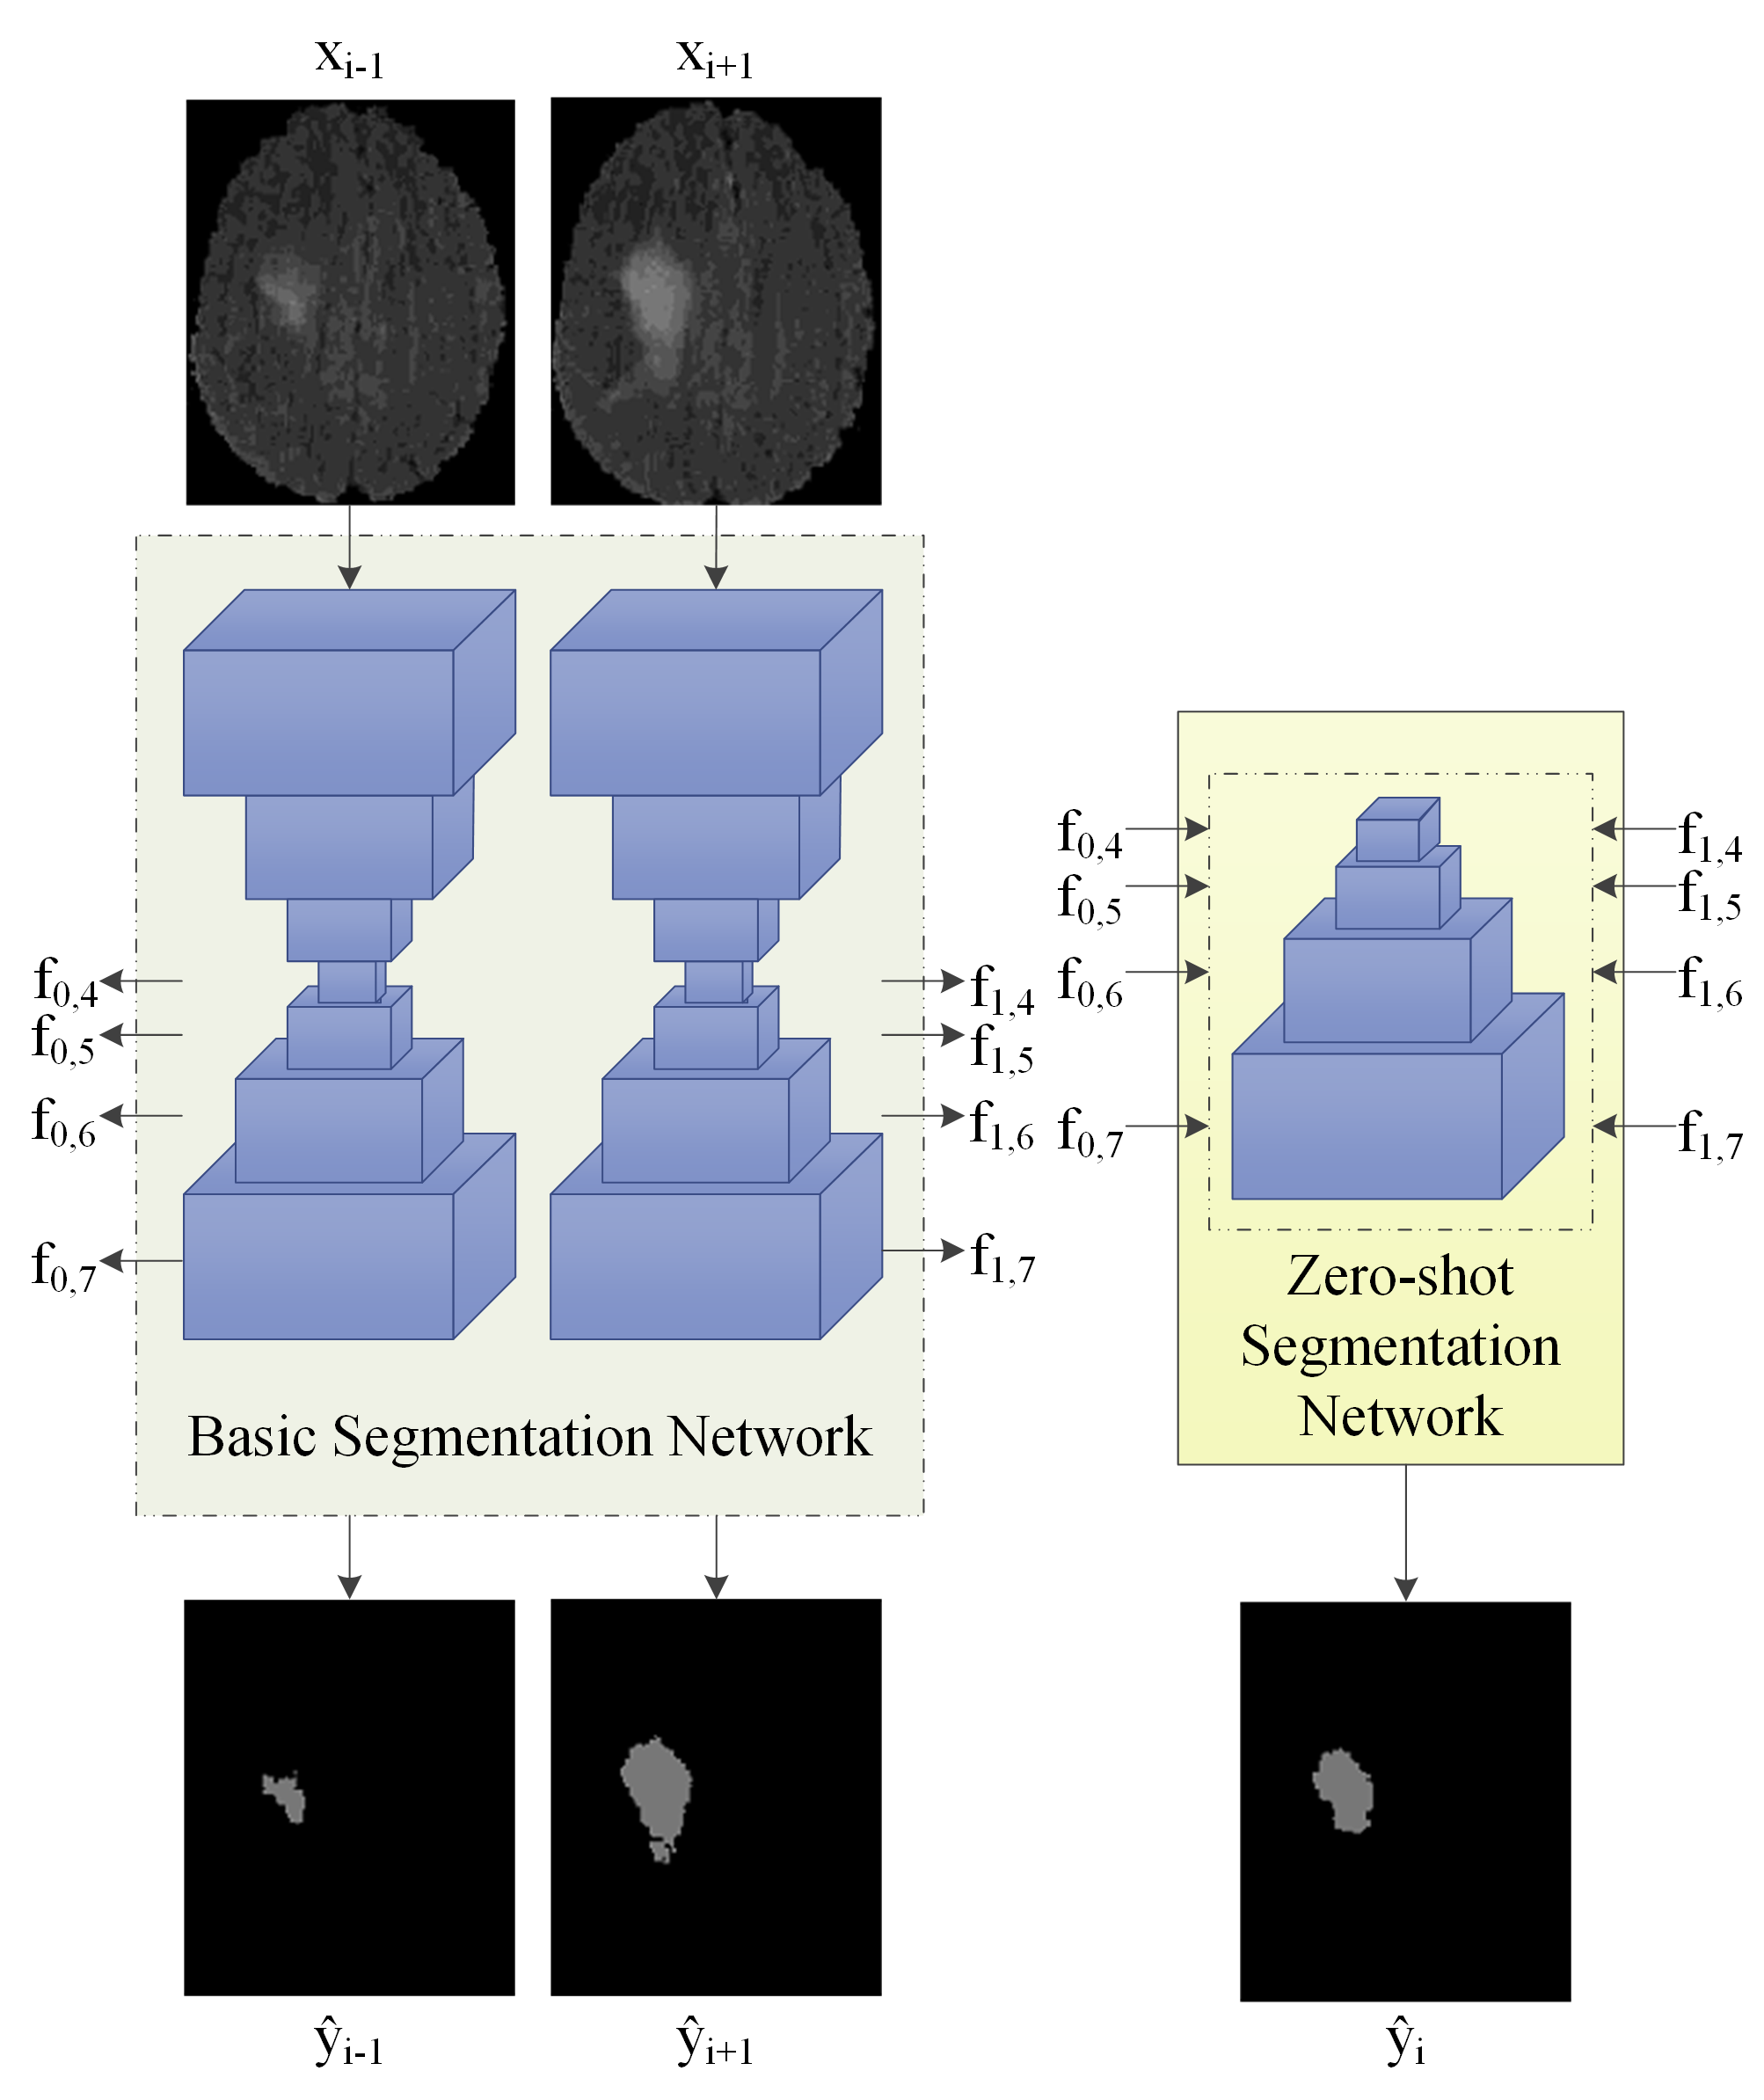 x_{i-1} x_{i+1}
f_{0,4} f_{1,4}
f_{0,5} f_{1,5}
f_{0,6} f_{1,6}
f_{0,7} f_{1,7}
Basic Segmentation Network
f_{0,4} f_{1,4}
f_{0,5} f_{1,5}
f_{0,6} f_{1,6}
f_{0,7} f_{1,7}
Zero-shot
Segmentation
Network
ŷ_{i-1} ŷ_{i+1} ŷ_{i}